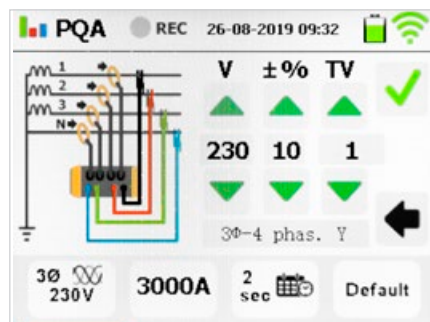 PQA REC 26-08-2019 09:32
1 V ±% TV
2
3
N
230 10 1
3Φ-4 phas. Y
3Ø 230V 3000A 2 sec Default